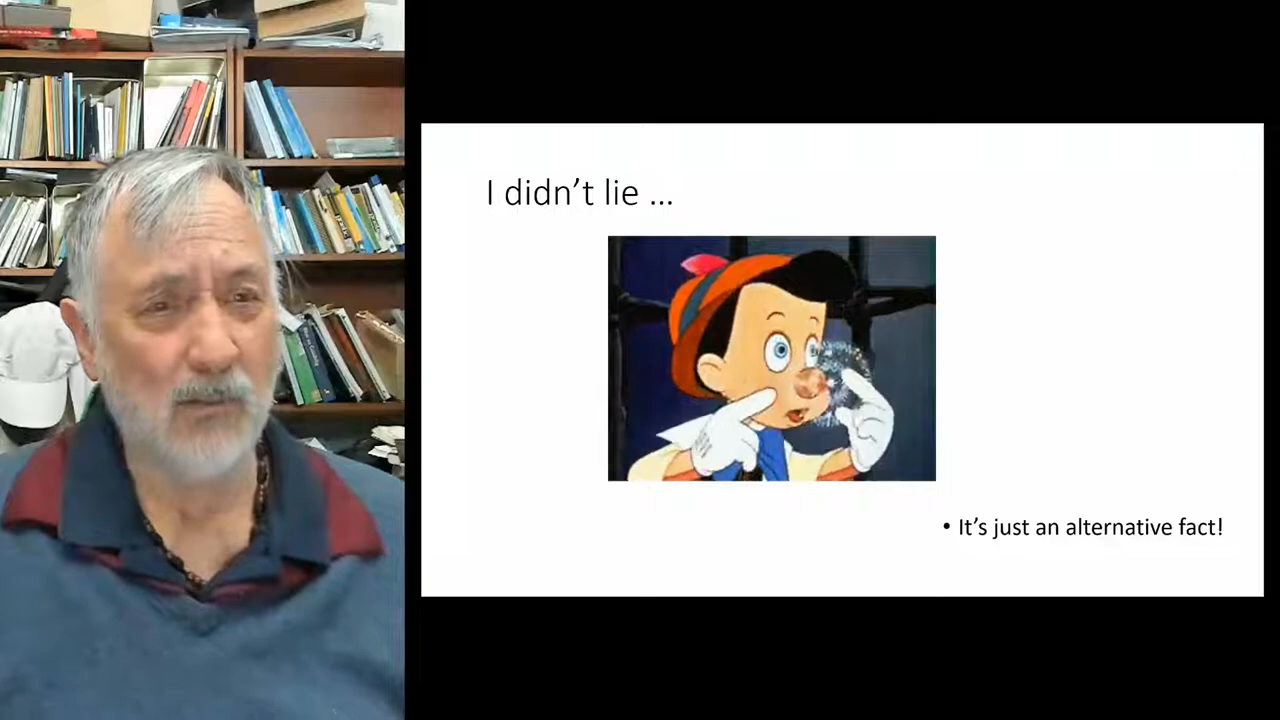 I didn’t lie ...
• It’s just an alternative fact!